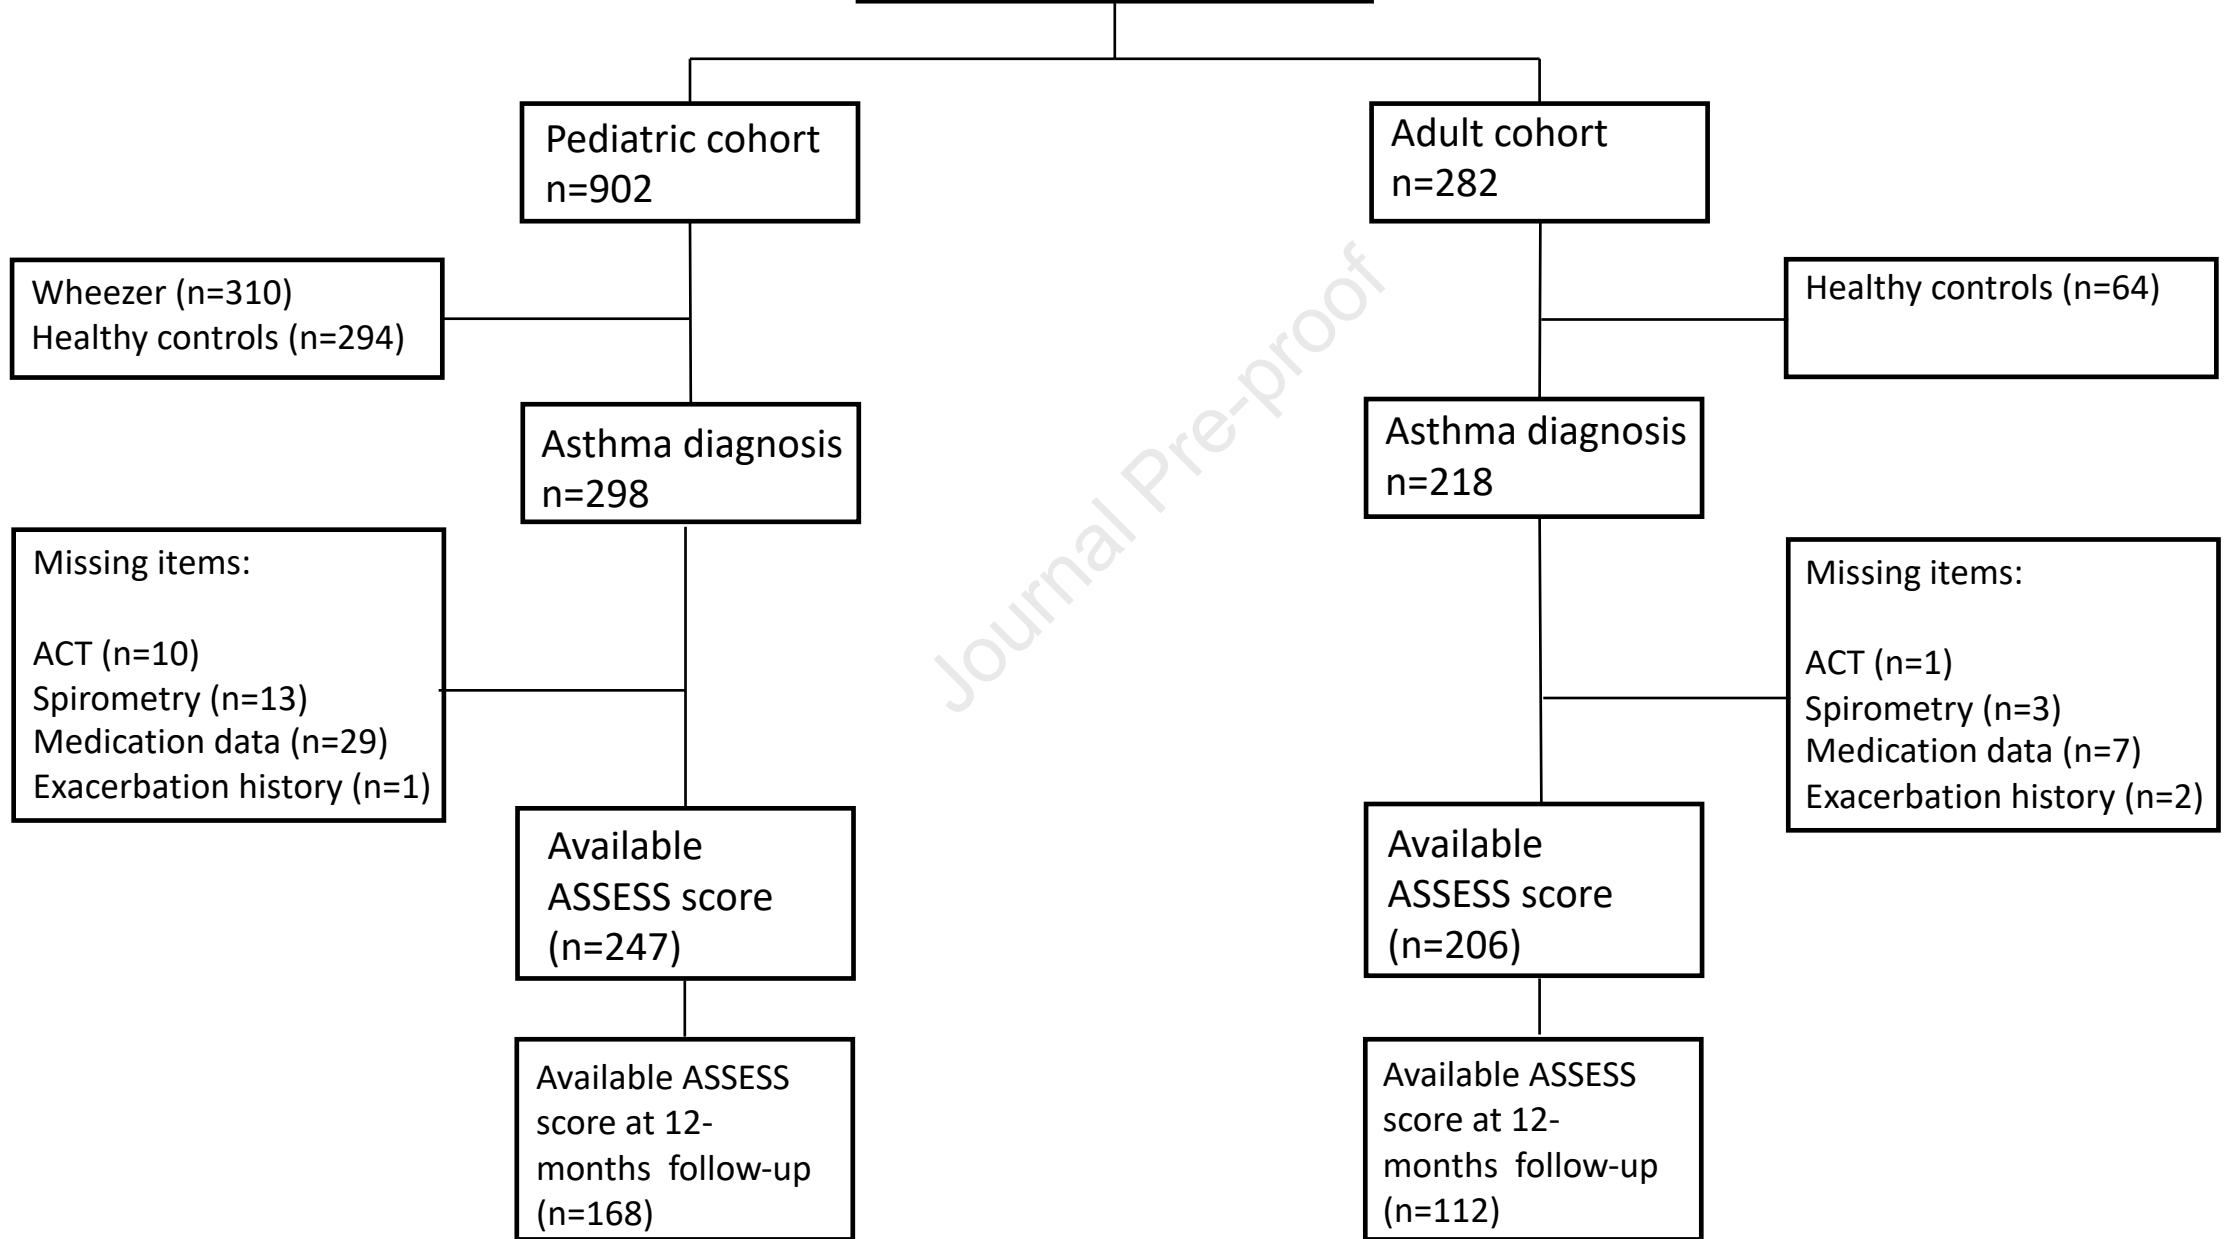 Pediatric cohort
n=902
Adult cohort
n=282
Wheezer (n=310)
Healthy controls (n=294)
Healthy controls (n=64)
Asthma diagnosis
n=298
Asthma diagnosis
n=218
Missing items:
ACT (n=10)
Spirometry (n=13)
Medication data (n=29)
Exacerbation history (n=1)
Missing items:
ACT (n=1)
Spirometry (n=3)
Medication data (n=7)
Exacerbation history (n=2)
Available
ASSESS score
(n=247)
Available
ASSESS score
(n=206)
Available ASSESS
score at 12-
months  follow-up
(n=168)
Available ASSESS
score at 12-
months  follow-up
(n=112)
Journal Pre-proof